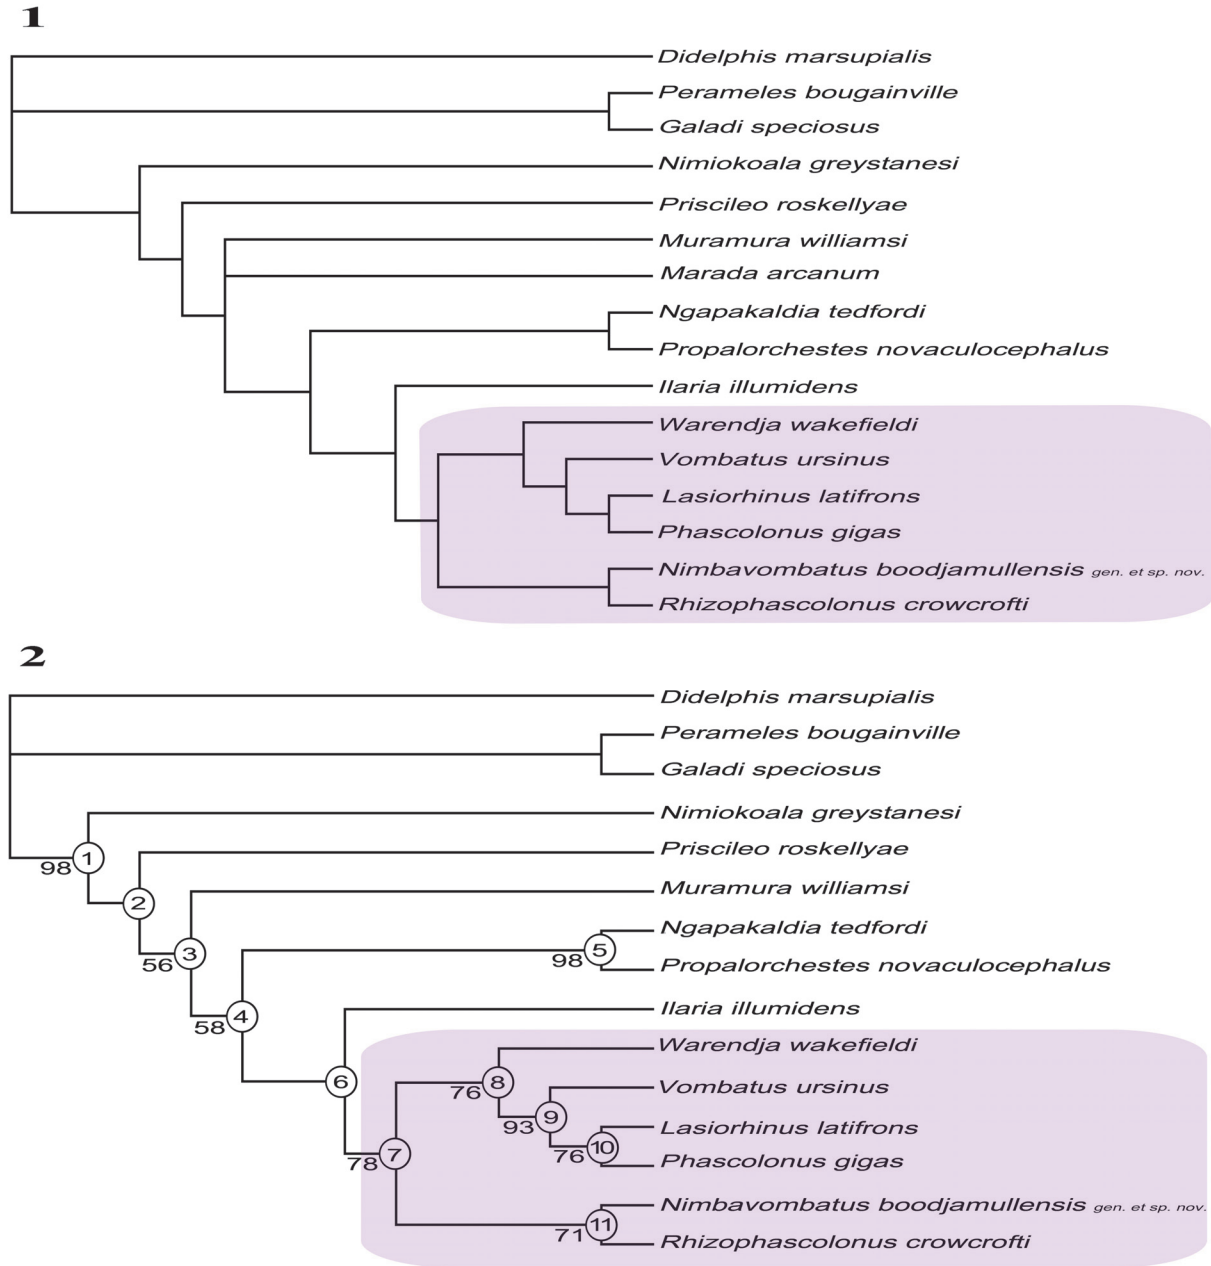 1
Didelphis marsupialis
Perameles bougainville
Galadi speciosus
Nimiokoala greystanesi
Priscileo roskellyae
Muramura williamsi
Marada arcanum
Ngapakaldia tedfordi
Propalorchestes novaculocephalus
Ilaria illumidens
Warendja wakefieldi
Vombatus ursinus
Lasiorhinus latifrons
Phascolonus gigas
Nimbavombatus boodjamullensis gen. et sp. nov.
Rhizophascolonus crowcrofti
2
Didelphis marsupialis
Perameles bougainville
Galadi speciosus
Nimiokoala greystanesi
98 1
Priscileo roskellyae
2
Muramura williamsi
56 3
Ngapakaldia tedfordi
98 5
Propalorchestes novaculocephalus
58 4
Ilaria illumidens
6
Warendja wakefieldi
76 8
Vombatus ursinus
93 9
Lasiorhinus latifrons
76 10
Phascolonus gigas
78 7
Nimbavombatus boodjamullensis gen. et sp. nov.
71 11
Rhizophascolonus crowcrofti